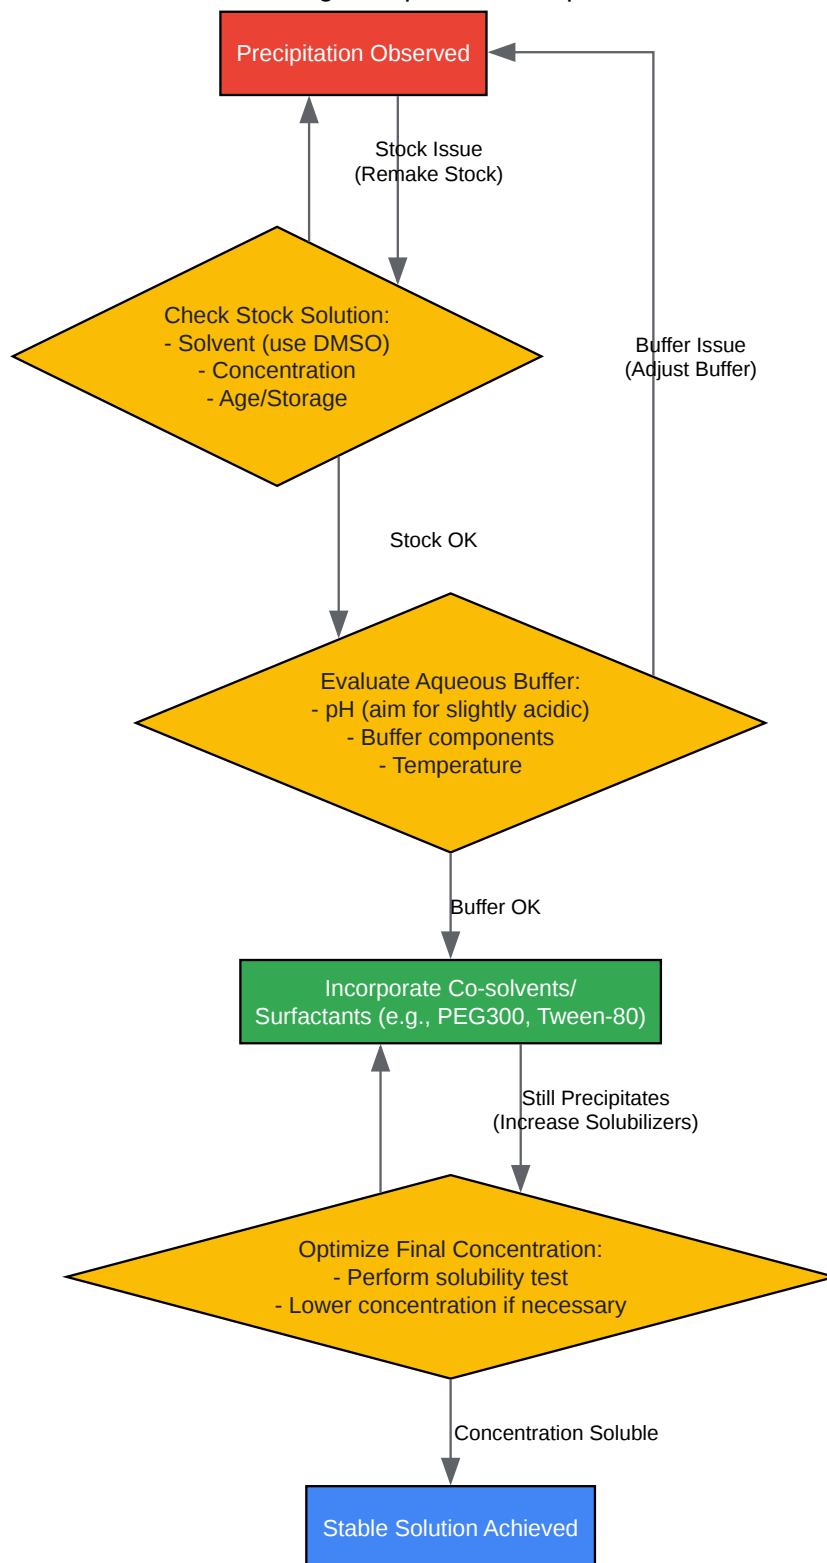 Precipitation Observed
Stock Issue
(Remake Stock)
Check Stock Solution:
- Solvent (use DMSO)
- Concentration
- Age/Storage
Buffer Issue
(Adjust Buffer)
Stock OK
Evaluate Aqueous Buffer:
- pH (aim for slightly acidic)
- Buffer components
- Temperature
Buffer OK
Incorporate Co-solvents/
Surfactants (e.g., PEG300, Tween-80)
Still Precipitates
(Increase Solubilizers)
Optimize Final Concentration:
- Perform solubility test
- Lower concentration if necessary
Concentration Soluble
Stable Solution Achieved